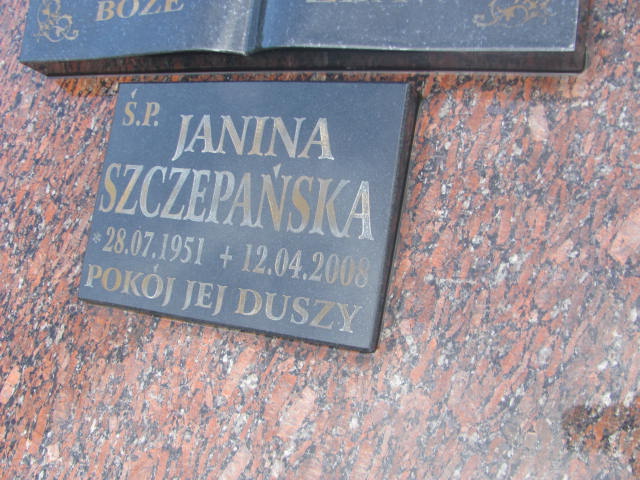 BOŻE
Ś.P. JANINA
SZCZEPAŃSKA
* 28.07.1951 + 12.04.2008
POKÓJ JEJ DUSZY